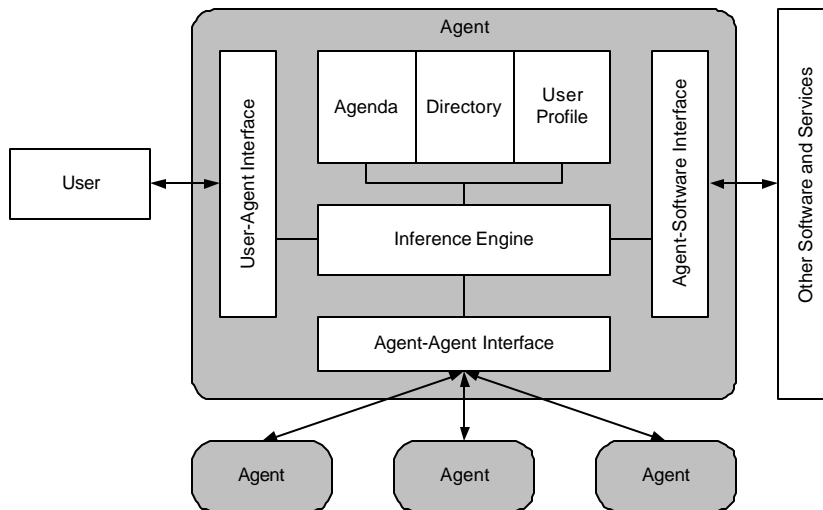 Agent
Agenda
Directory
User
Profile
User-Agent Interface
Agent-Software Interface
Other Software and Services
User
Inference Engine
Agent-Agent Interface
Agent
Agent
Agent